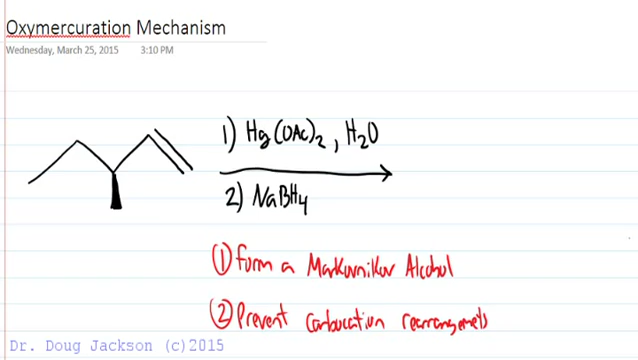 Oxymercuration Mechanism
Wednesday, March 25, 2015 3:10 PM
1) Hg(OAc)2, H2O
2) NaBH4
① Form a Markovnikov Alcohol
② Prevent carbocation rearrangements
Dr. Doug Jackson (c)2015